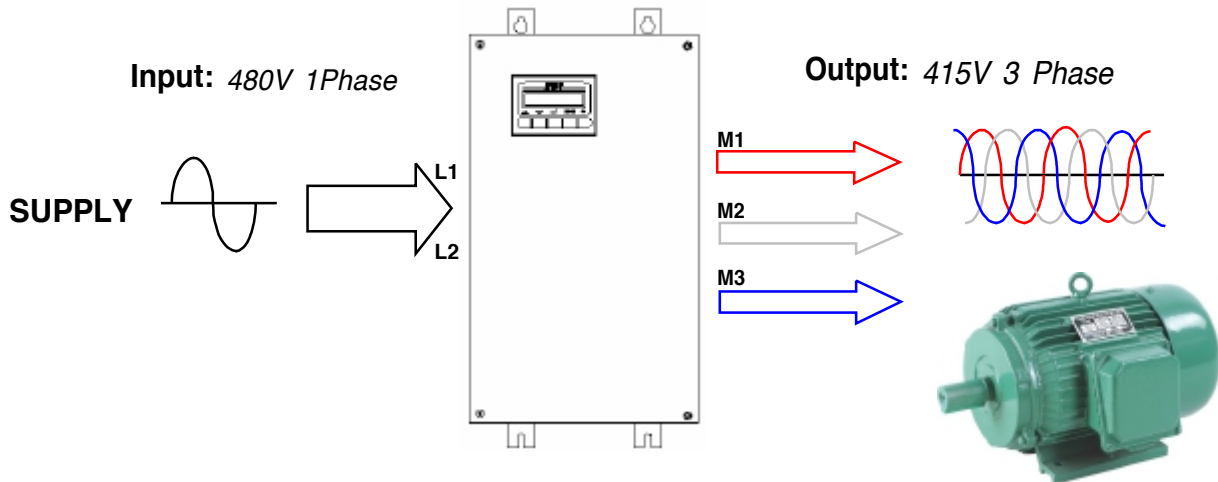 Input: 480V 1Phase
Output: 415V 3 Phase
SUPPLY
L1
L2
M1
M2
M3